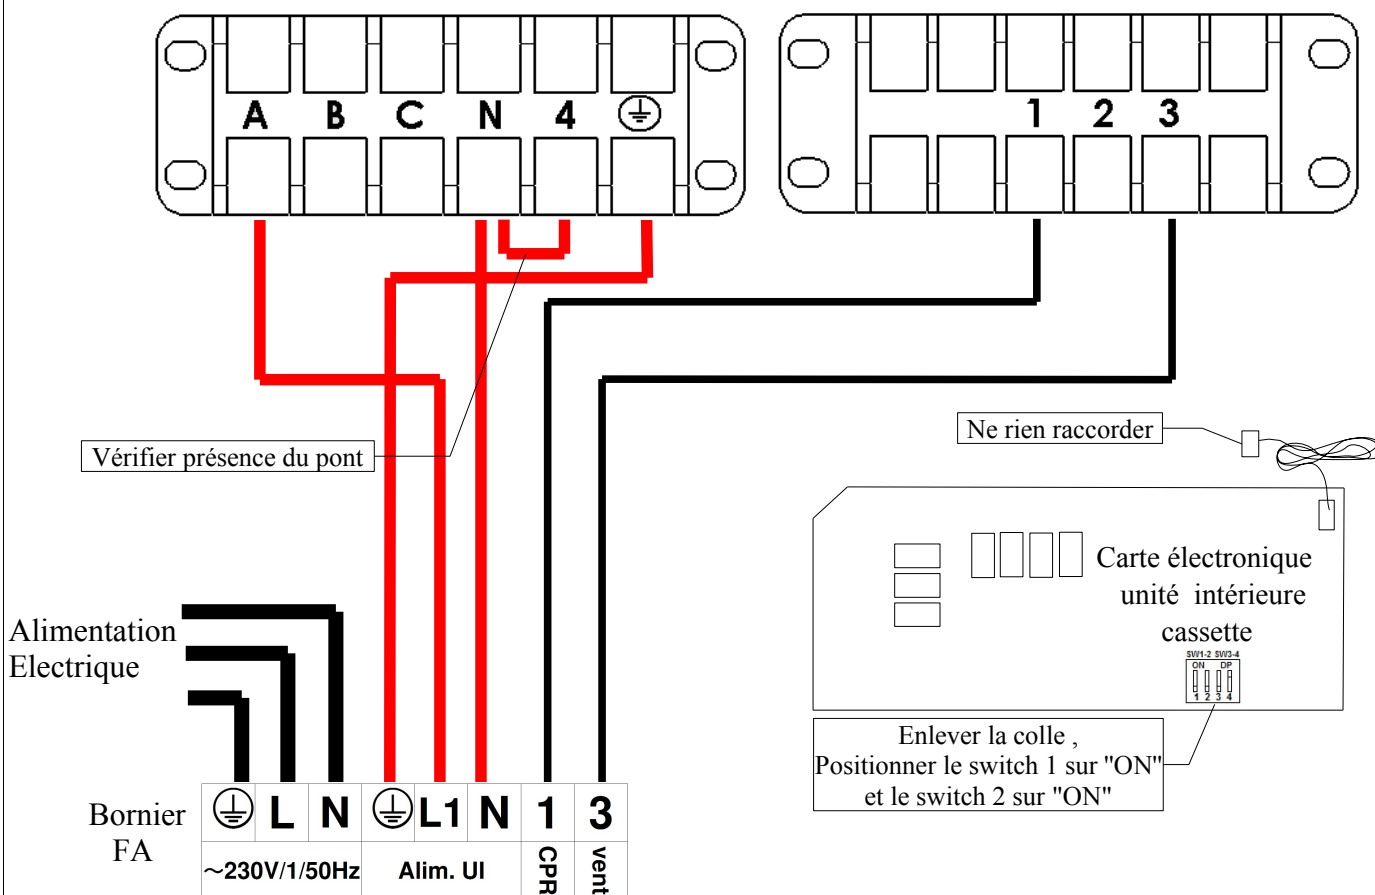 A B C N 4
1 2 3
Vérifier présence du pont
Ne rien raccorder
Carte électronique
unité intérieure
cassette
SW1-2 SW3-4
ON DP
1 2 3 4
Enlever la colle ,
Positionner le switch 1 sur "ON"
et le switch 2 sur "ON"
Alimentation
Electrique
Bornier
FA
L N L1 N 1 3
~230V/1/50Hz Alim. UI CPR vent